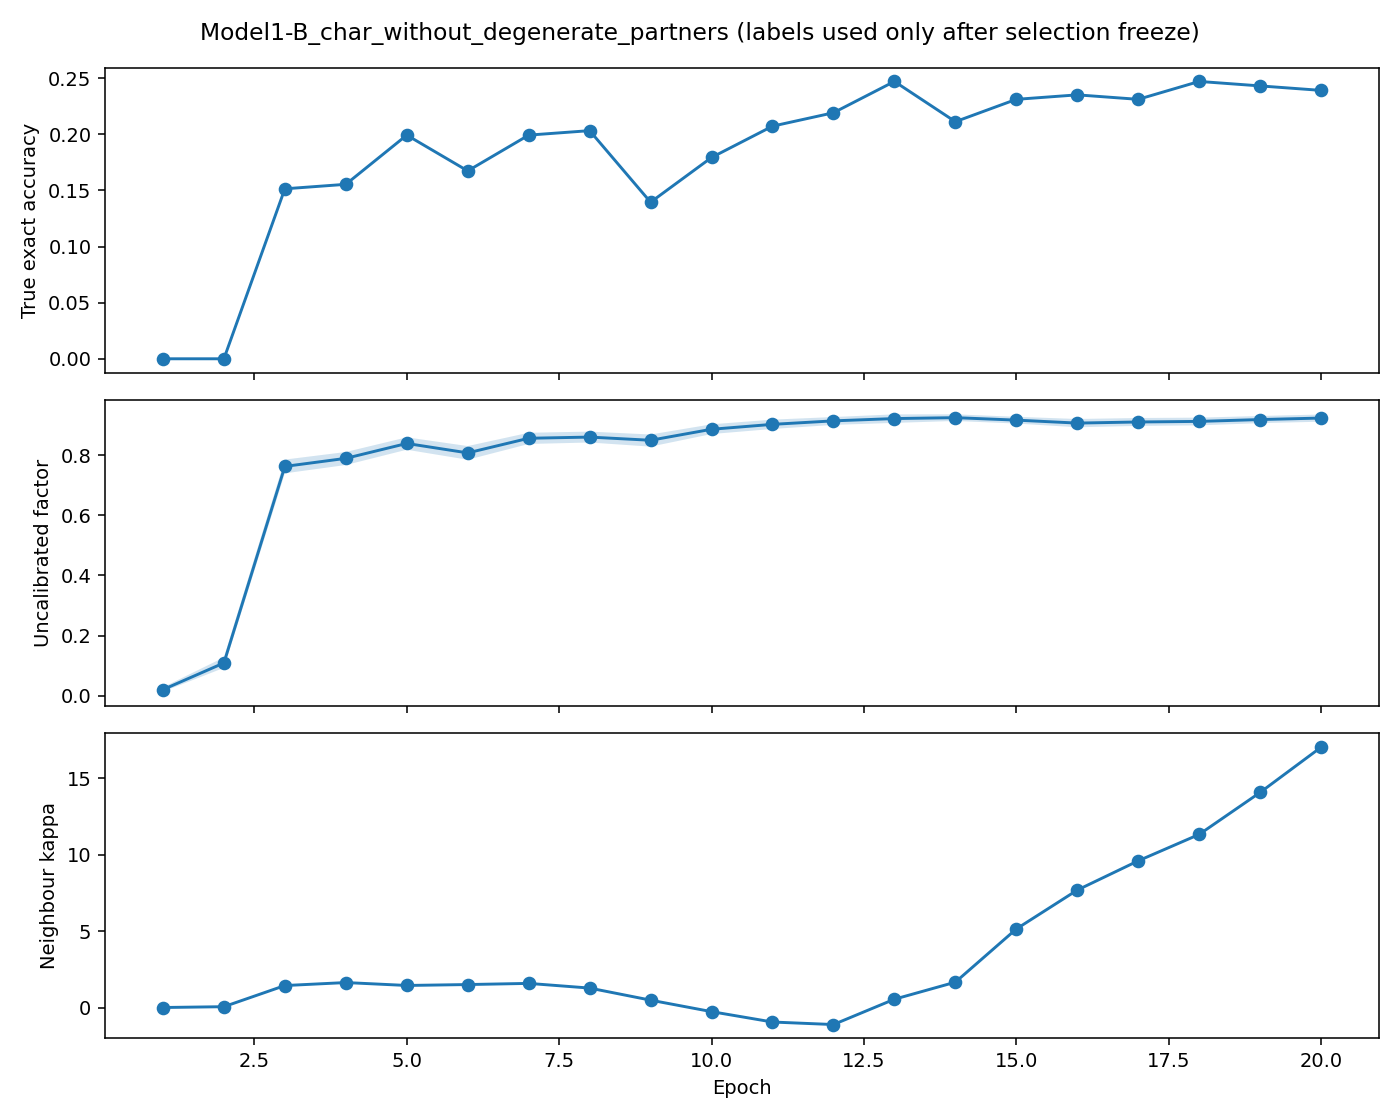 Model1-B_char_without_degenerate_partners (labels used only after selection freeze)
True exact accuracy
0.25
0.20
0.15
0.10
0.05
0.00
Uncalibrated factor
0.8
0.6
0.4
0.2
0.0
Neighbour kappa
15
10
5
0
2.5 5.0 7.5 10.0 12.5 15.0 17.5 20.0
Epoch